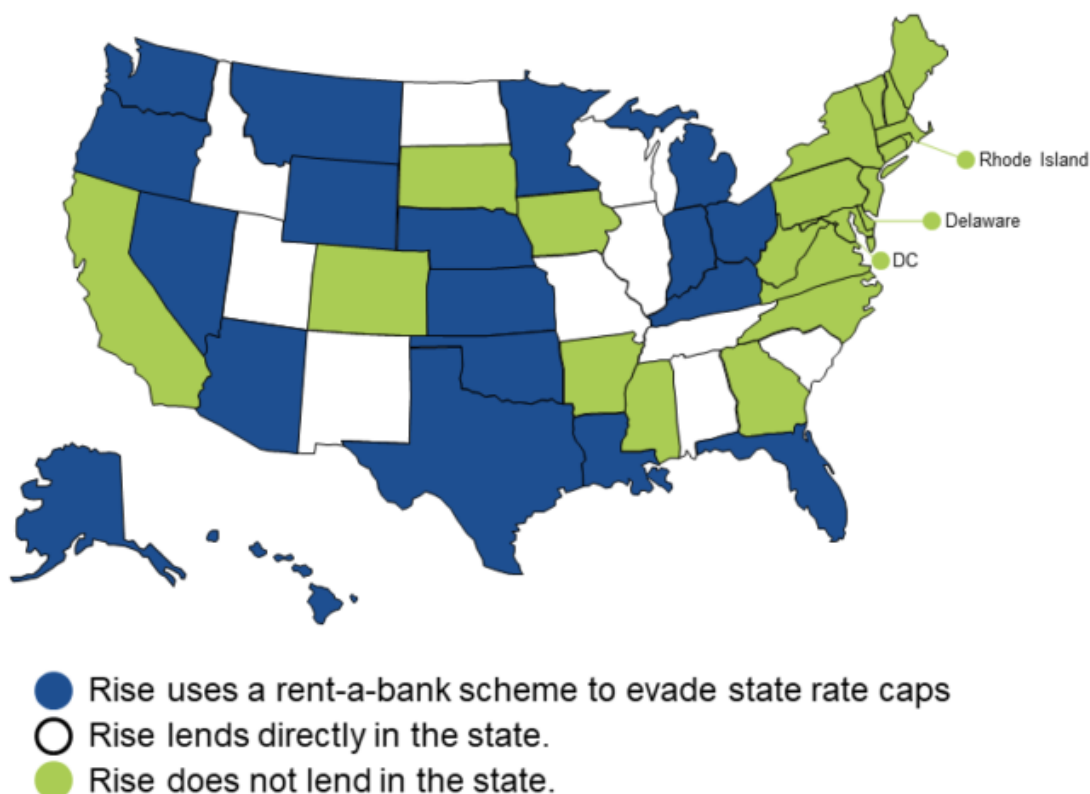 Rhode Island
Delaware
DC
Rise uses a rent-a-bank scheme to evade state rate caps
Rise lends directly in the state.
Rise does not lend in the state.